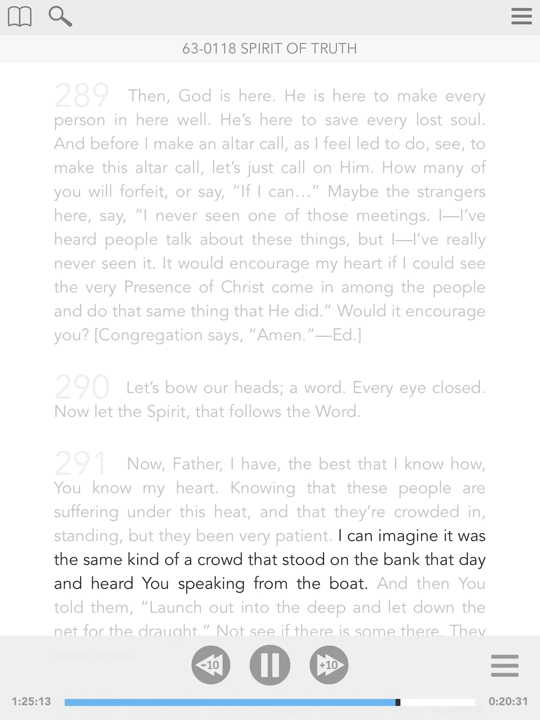 63-0118 SPIRIT OF TRUTH
289 Then, God is here. He is here to make every
person in here well. He’s here to save every lost soul.
And before I make an altar call, as I feel led to do, see, to
make this altar call, let’s just call on Him. How many of
you will forfeit, or say, “If I can…” Maybe the strangers
here, say, “I never seen one of those meetings. I—I’ve
heard people talk about these things, but I—I’ve really
never seen it. It would encourage my heart if I could see
the very Presence of Christ come in among the people
and do that same thing that He did.” Would it encourage
you? [Congregation says, “Amen.”—Ed.]
290 Let’s bow our heads; a word. Every eye closed.
Now let the Spirit, that follows the Word.
291 Now, Father, I have, the best that I know how,
You know my heart. Knowing that these people are
suffering under this heat, and that they’re crowded in,
standing, but they been very patient. I can imagine it was
the same kind of a crowd that stood on the bank that day
and heard You speaking from the boat. And then You
told them, “Launch out into the deep and let down the
net for the draught.” Not see if there is some there. They
-10
+10
1:25:13
0:20:31